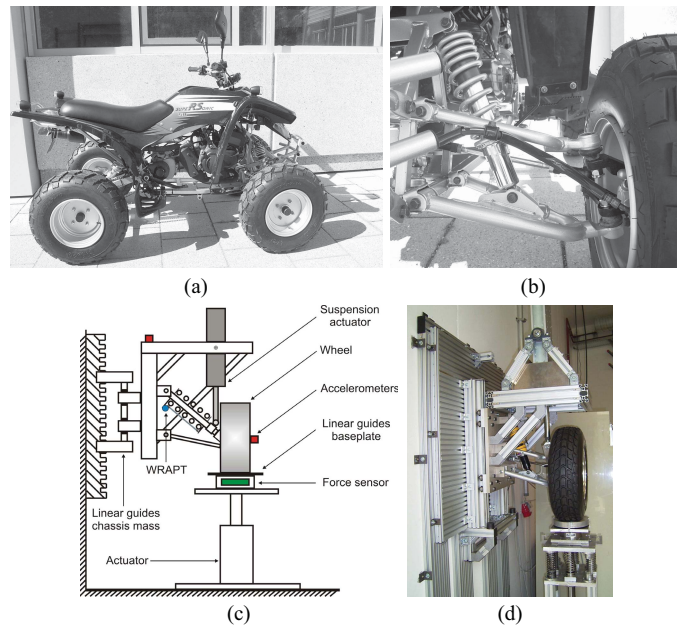 RS
(a)
(b)
Suspension
actuator
Wheel
Accelerometers
Linear guides
baseplate
Force sensor
WRAPT
Linear guides
chassis mass
Actuator
(c)
(d)